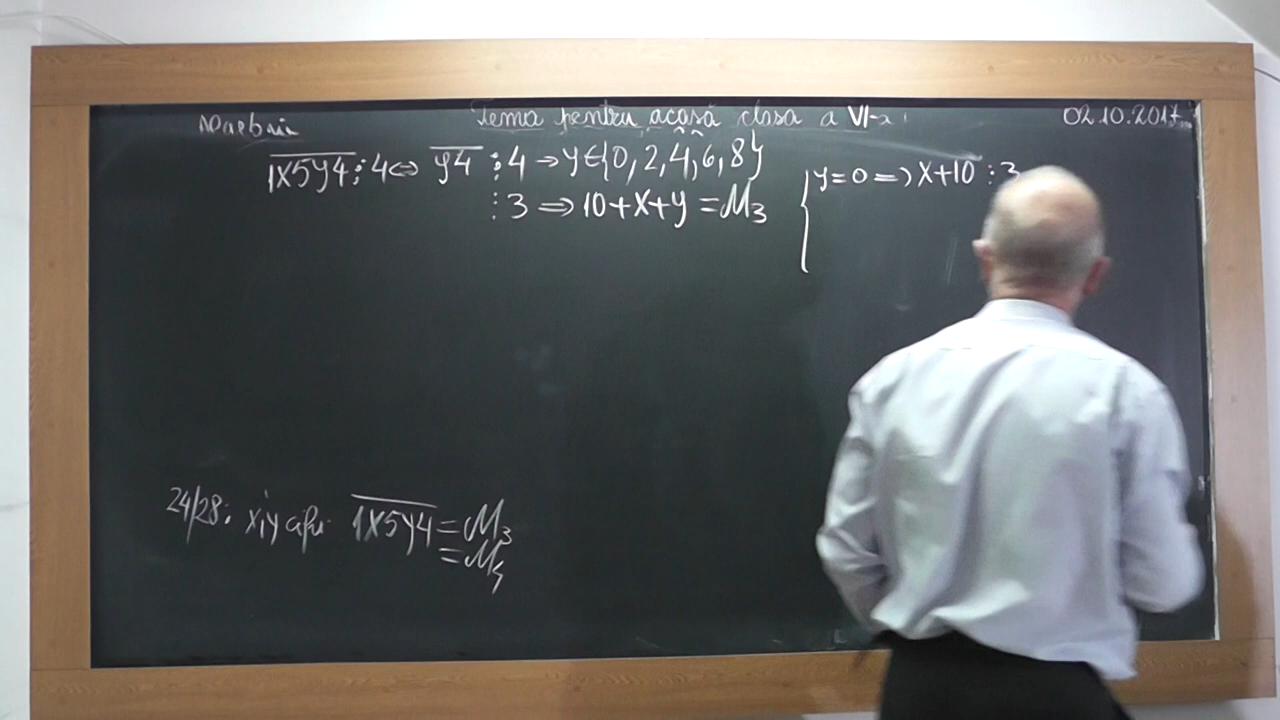 Tema pentru acasă clasa a VI-a
02.10.2017
1x5y4 ⋮ 4 ⇔ y4 ⋮ 4 → y∈{0, 2, 4, 6, 8}
⋮ 3 ⇒ 10+x+y = M3
{ y=0 ⇒ x+10 ⋮ 3
24/28: x, y cifre 1x5y4 = M3
= M4